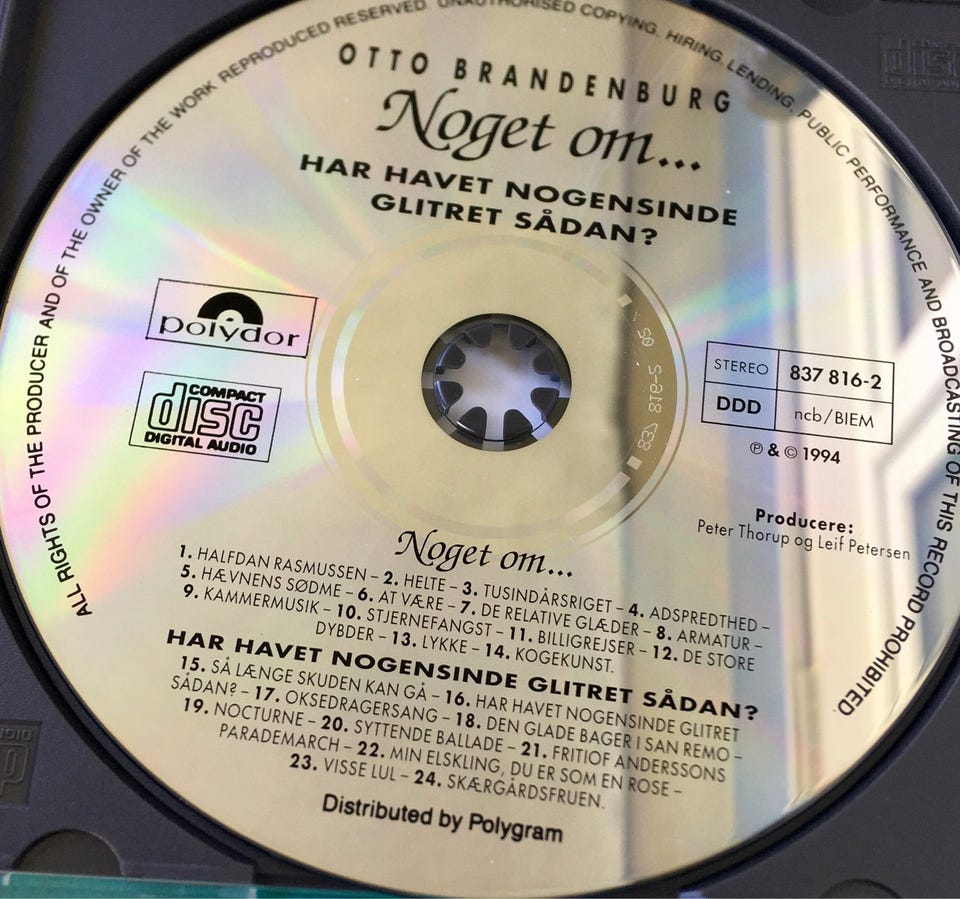 ALL RIGHTS OF THE PRODUCER AND OF THE OWNER OF THE WORK REPRODUCED RESERVED. UNAUTHORISED COPYING, HIRING, LENDING, PUBLIC PERFORMANCE AND BROADCASTING OF THIS RECORD PROHIBITED.
OTTO BRANDENBURG
Noget om...
HAR HAVET NOGENSINDE
GLITRET SÅDAN?
polydor
COMPACT
disc
DIGITAL AUDIO
STEREO 837 816-2
DDD ncb/BIEM
℗ & © 1994
837 816-2
Producere:
Peter Thorup og Leif Petersen
Noget om...
1. HALFDAN RASMUSSEN – 2. HELTE – 3. TUSINDÅRSRIGET – 4. ADSPREDTHED –
5. HÆVNENS SØDME – 6. AT VÆRE – 7. DE RELATIVE GLÆDER – 8. ARMATUR –
9. KAMMERMUSIK – 10. STJERNEFANGST – 11. BILLIGREJSER – 12. DE STORE
DYBDER – 13. LYKKE – 14. KOGEKUNST.
HAR HAVET NOGENSINDE GLITRET SÅDAN?
15. SÅ LÆNGE SKUDEN KAN GÅ – 16. HAR HAVET NOGENSINDE GLITRET
SÅDAN? – 17. OKSEDRAGERSANG – 18. DEN GLADE BAGER I SAN REMO –
19. NOCTURNE – 20. SYTTENDE BALLADE – 21. FRITIOF ANDERSSONS
PARADEMARCH – 22. MIN ELSKLING, DU ER SOM EN ROSE –
23. VISSE LUL – 24. SKÆRGÅRDSFRUEN.
Distributed by Polygram